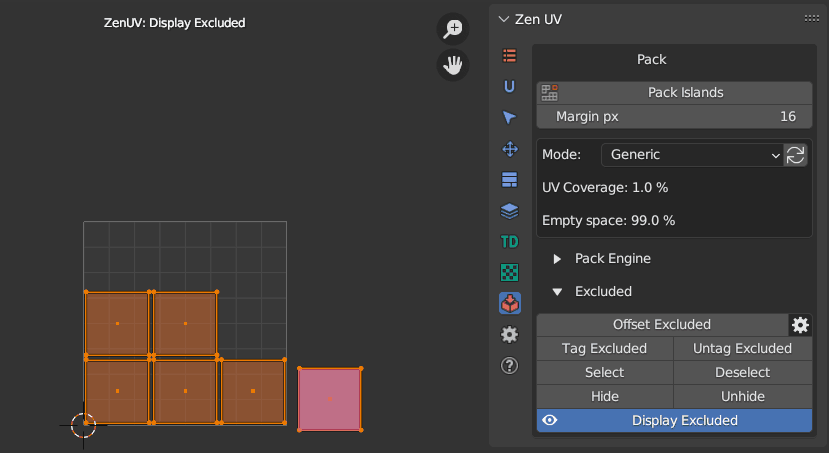 ZenUV: Display Excluded
Zen UV
Pack
Pack Islands
Margin px 16
Mode: Generic
UV Coverage: 1.0 %
Empty space: 99.0 %
TD
Pack Engine
Excluded
Offset Excluded
Tag Excluded Untag Excluded
Select Deselect
Hide Unhide
Display Excluded